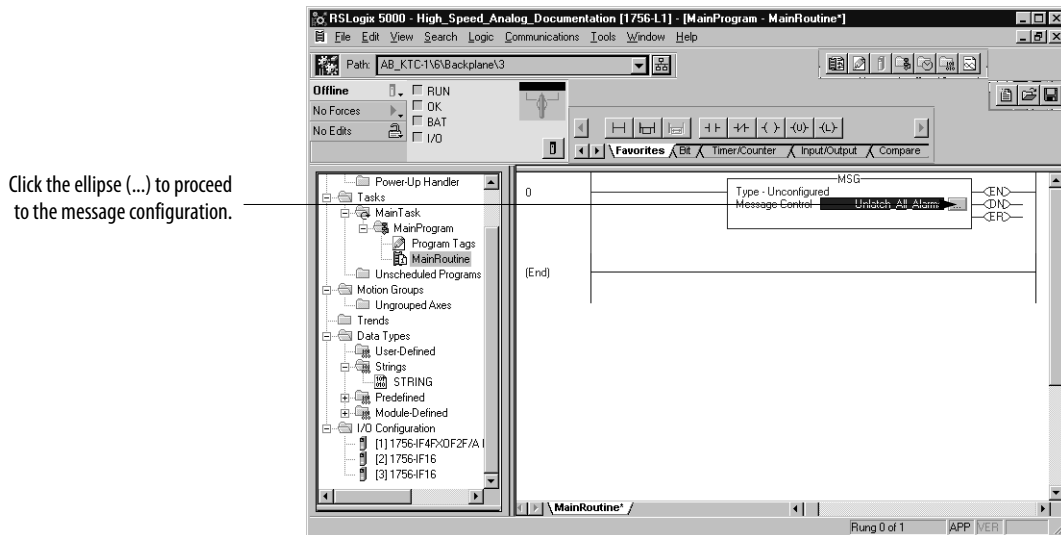 RSLogix 5000 - High_Speed_Analog_Documentation [1756-L1] - [MainProgram - MainRoutine*]
File Edit View Search Logic Communications Tools Window Help
Path: AB_KTC-1\6\Backplane\3
Offline
RUN
No Forces
OK
No Edits
BAT
I/O
Favorites Bit Timer/Counter Input/Output Compare
Click the ellipse (...) to proceed
to the message configuration.
Power-Up Handler
Tasks
MainTask
MainProgram
Program Tags
MainRoutine
Unscheduled Programs
Motion Groups
Ungrouped Axes
Trends
Data Types
User-Defined
Strings
STRING
Predefined
Module-Defined
I/O Configuration
[1] 1756-IF4FXOF2F/A
[2] 1756-IF16
[3] 1756-IF16
0
MSG
Type - Unconfigured
Message Control Unlatch_All_Alarm ...
EN
DN
ER
(End)
MainRoutine*
Rung 0 of 1 APP VER